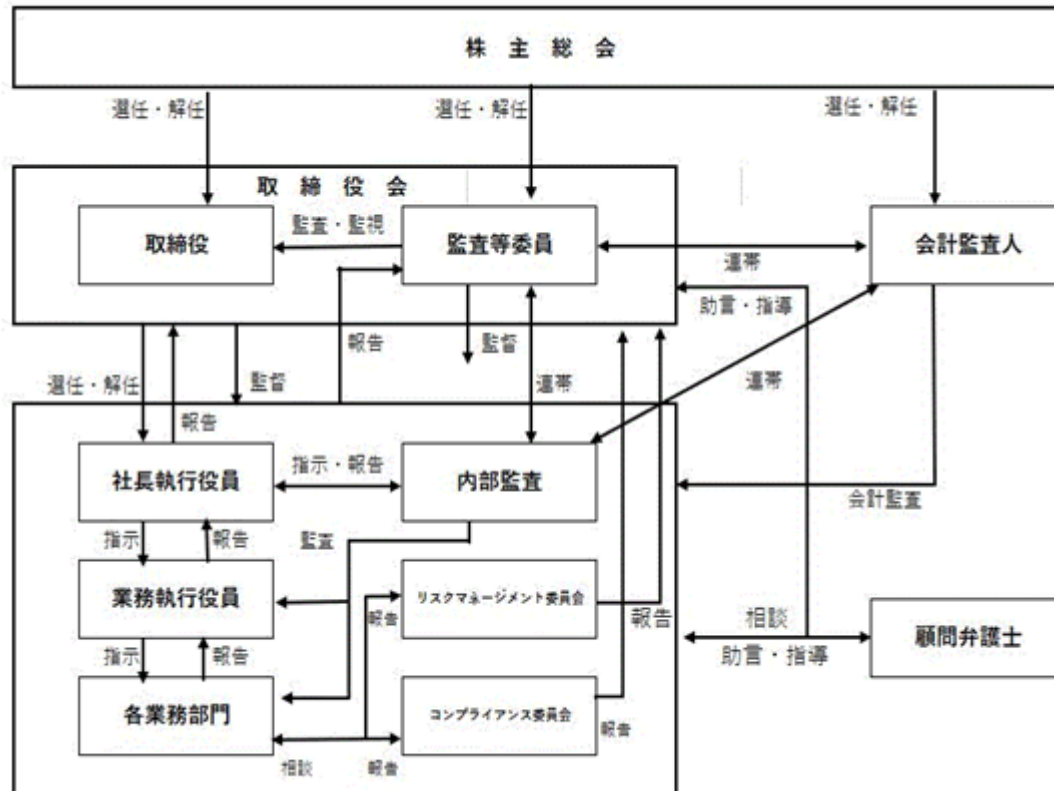 株主総会
選任・解任
選任・解任
選任・解任
取締役会
取締役
監査・監視
監査等委員
会計監査人
連帯
助言・指導
報告
監督
選任・解任
監督
連帯
連帯
報告
社長執行役員
指示・報告
内部監査
会計監査
指示
報告
監査
業務執行役員
報告
リスクマネージメント委員会
報告
相談
顧問弁護士
指示
報告
助言・指導
各業務部門
コンプライアンス委員会
報告
相談
報告